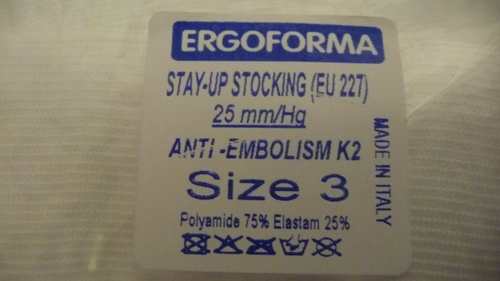 ERGOFORMA
STAY-UP STOCKING (EU 227)
25 mm/Hg
ANTI-EMBOLISM K2
Size 3
Polyamide 75% Elastam 25%
MADE IN ITALY